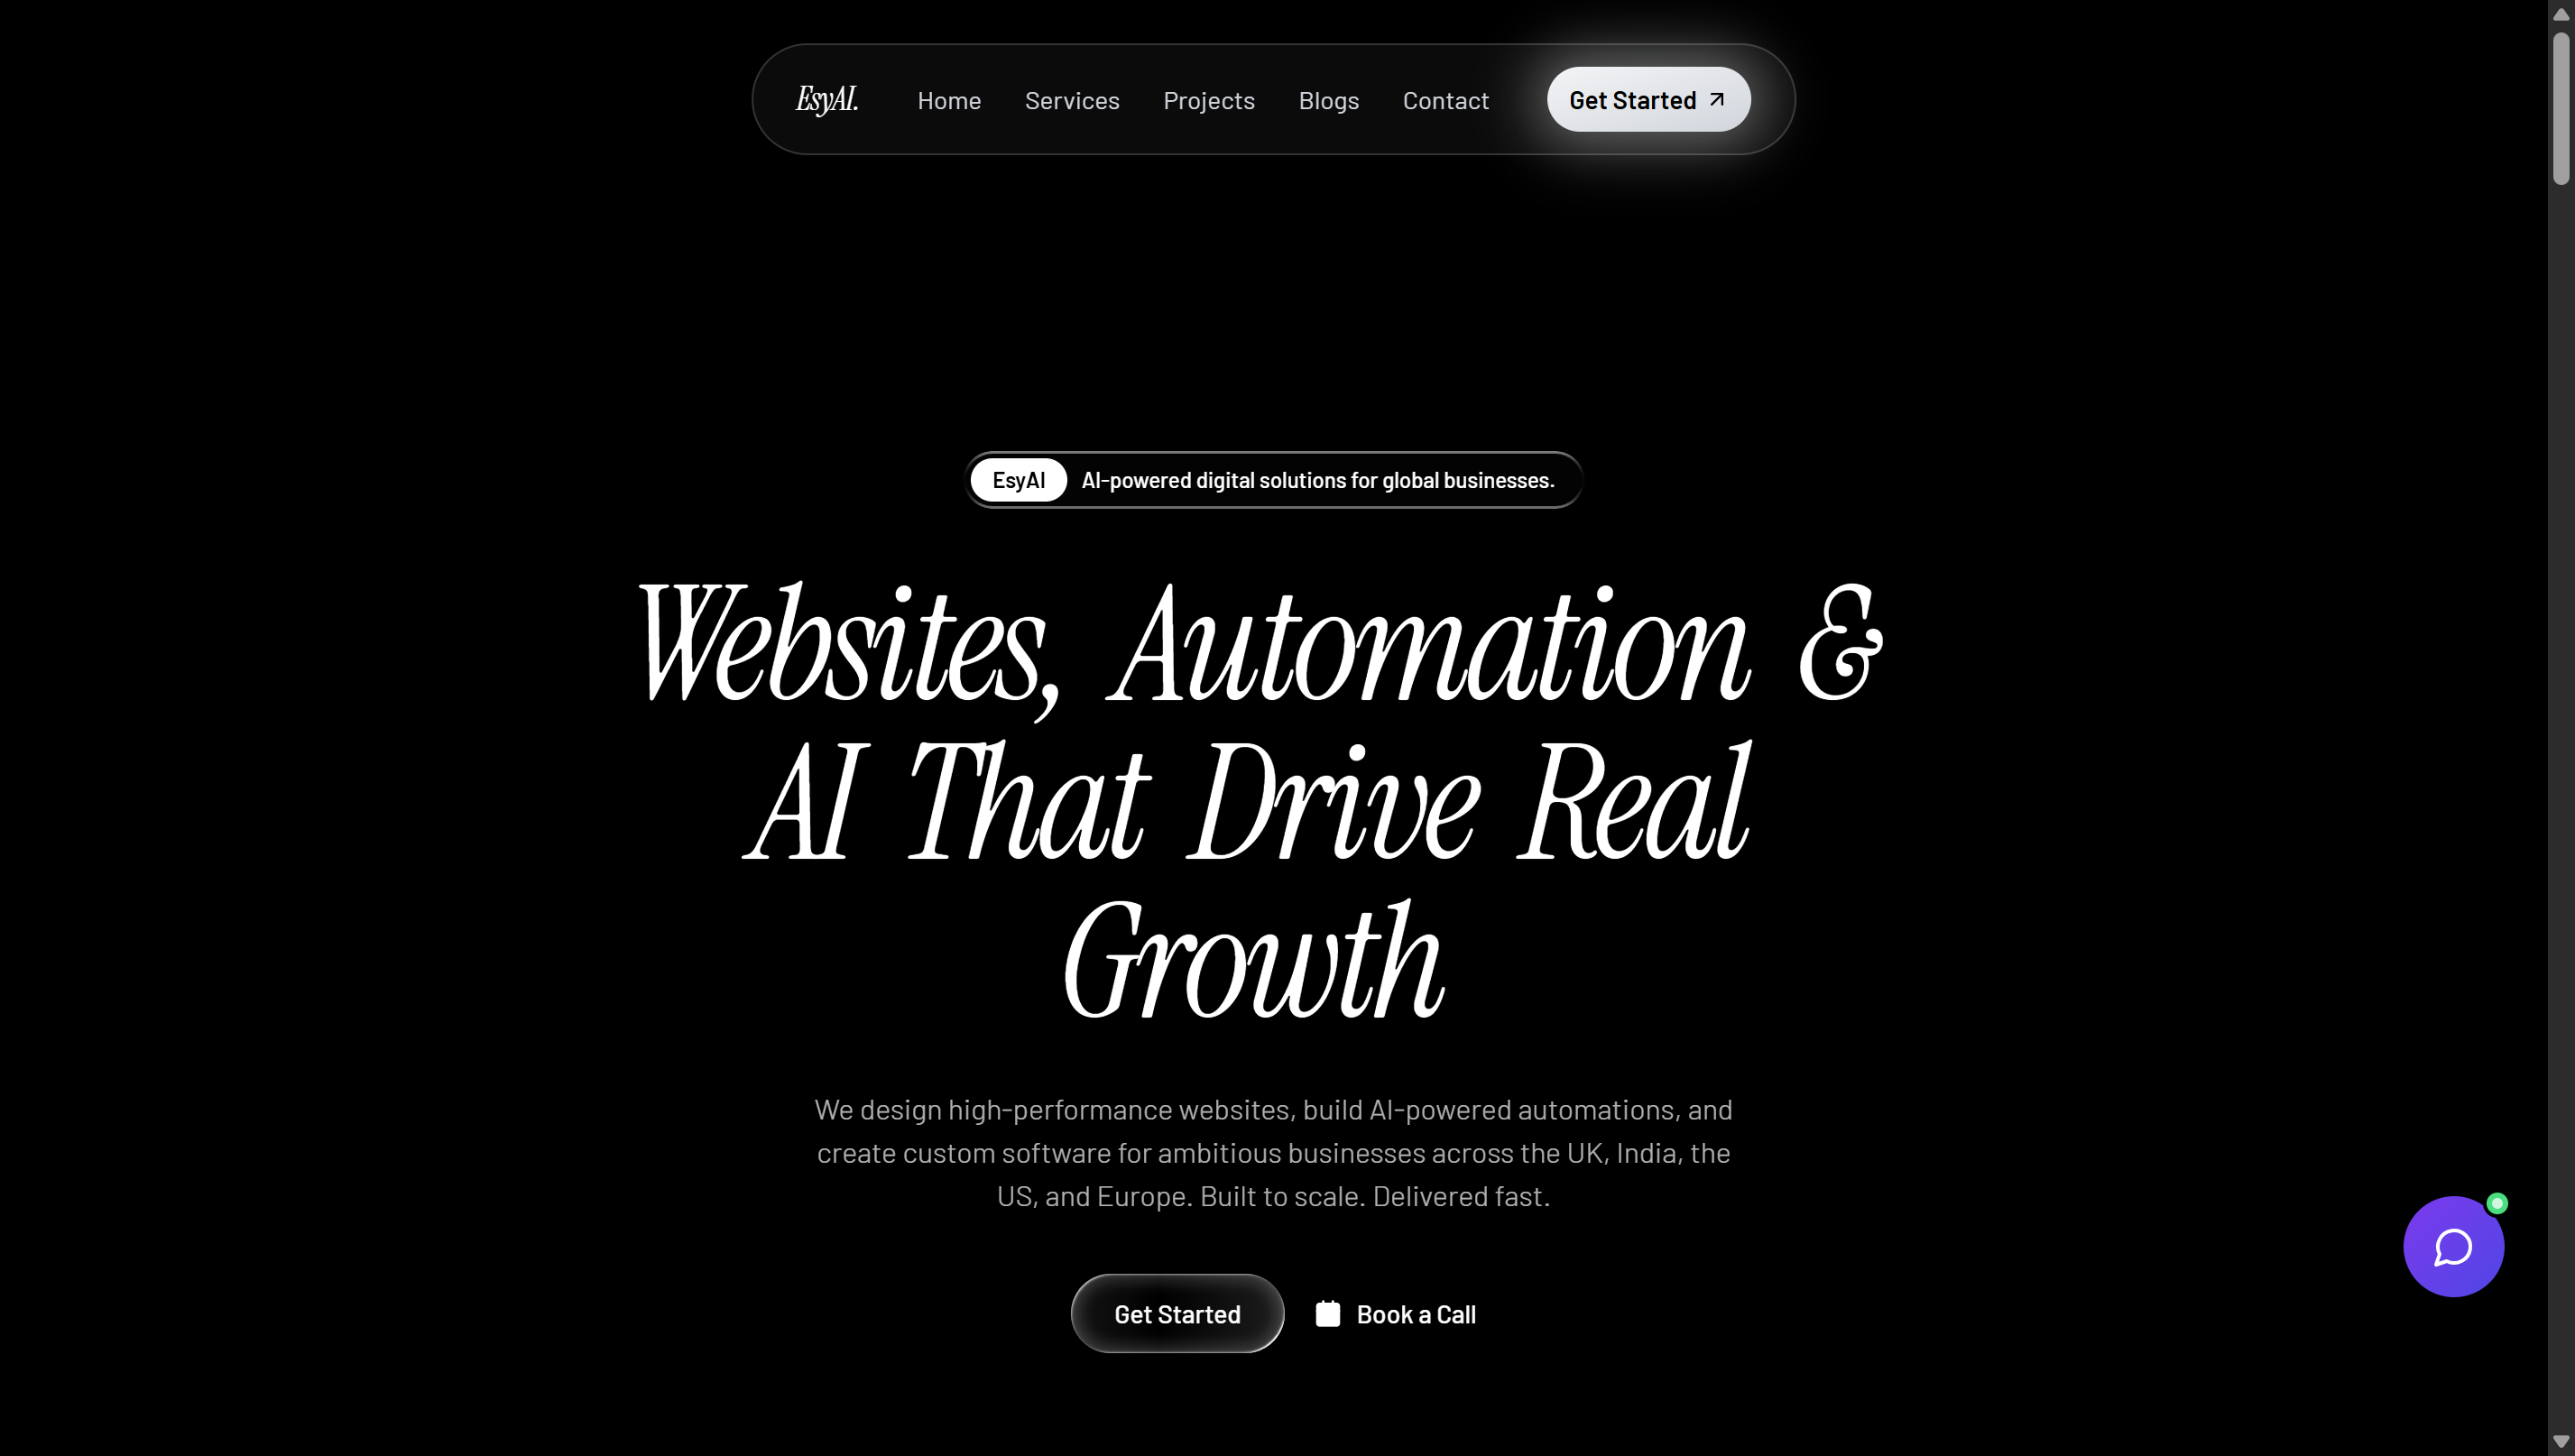 EsyAI.
Home
Services
Projects
Blogs
Contact
Get Started
EsyAI
AI-powered digital solutions for global businesses.
Websites, Automation &
AI That Drive Real
Growth
We design high-performance websites, build AI-powered automations, and
create custom software for ambitious businesses across the UK, India, the
US, and Europe. Built to scale. Delivered fast.
Get Started
Book a Call